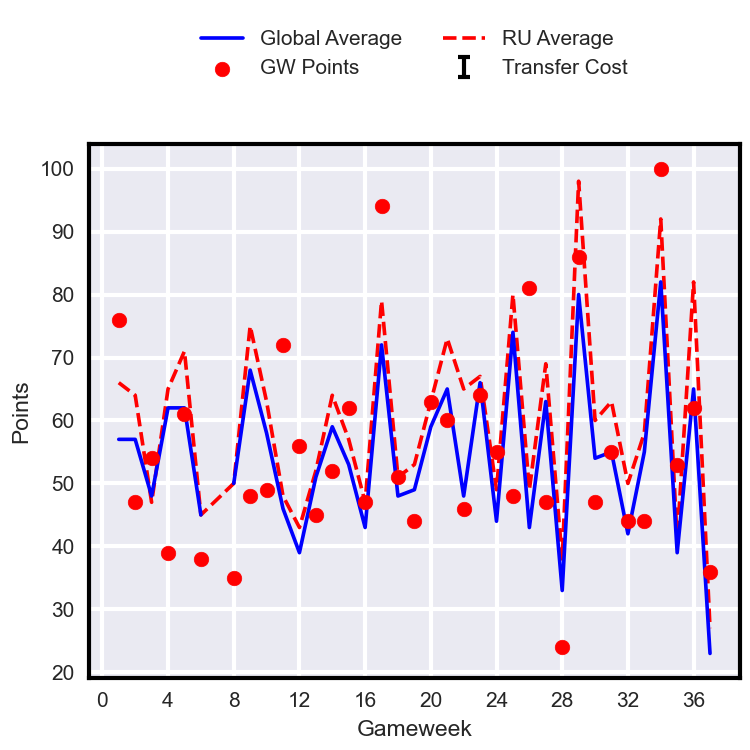 Global Average
RU Average
GW Points
Transfer Cost
100
90
80
70
60
50
40
30
20
Points
0 4 8 12 16 20 24 28 32 36
Gameweek